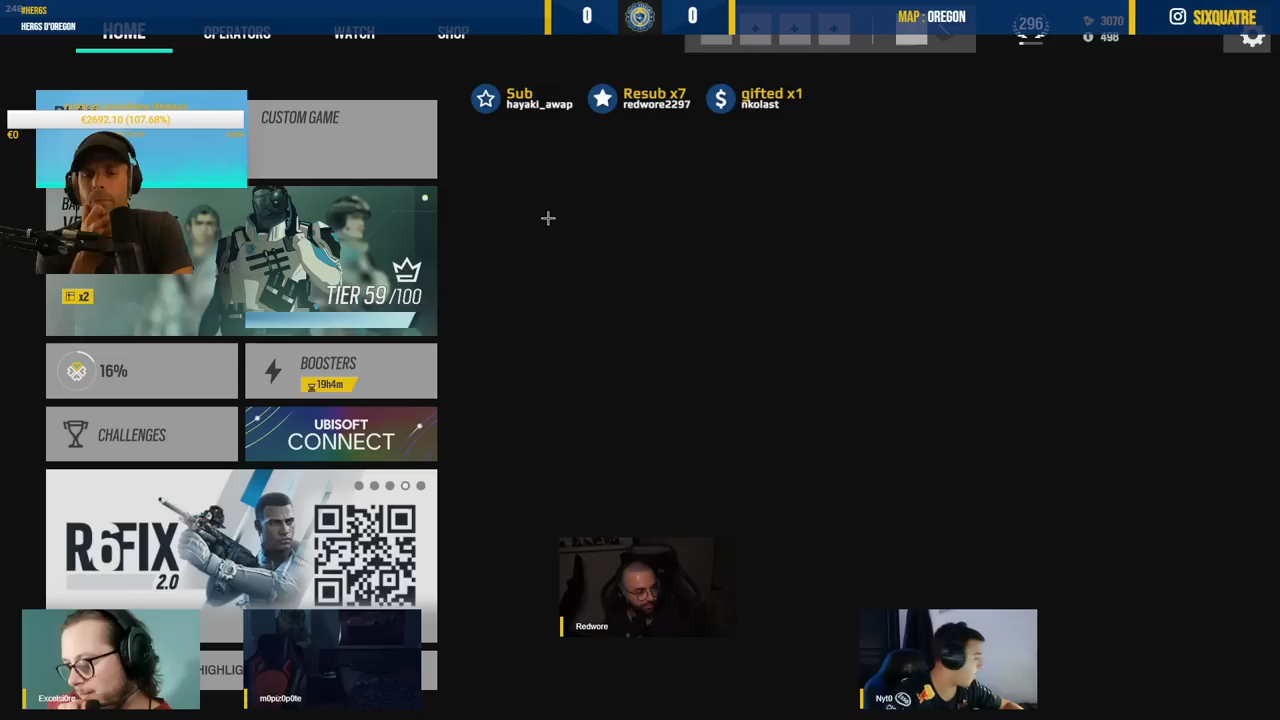 #HERGS
HERGS D'OREGON
0
0
MAP : OREGON
SIXQUATRE
HOME
OPERATORS
WATCH
SHOP
296
3070
498
Sub
hayaki_awap
Resub x7
redwore2297
gifted x1
nkolast
€2692.10 (107.68%)
€0
CUSTOM GAME
TIER 59/100
x2
16%
BOOSTERS
19h4m
CHALLENGES
UBISOFT
CONNECT
R6FIX
2.0
Redwore
Excelsi0re
m0piz0p0te
Nyt0